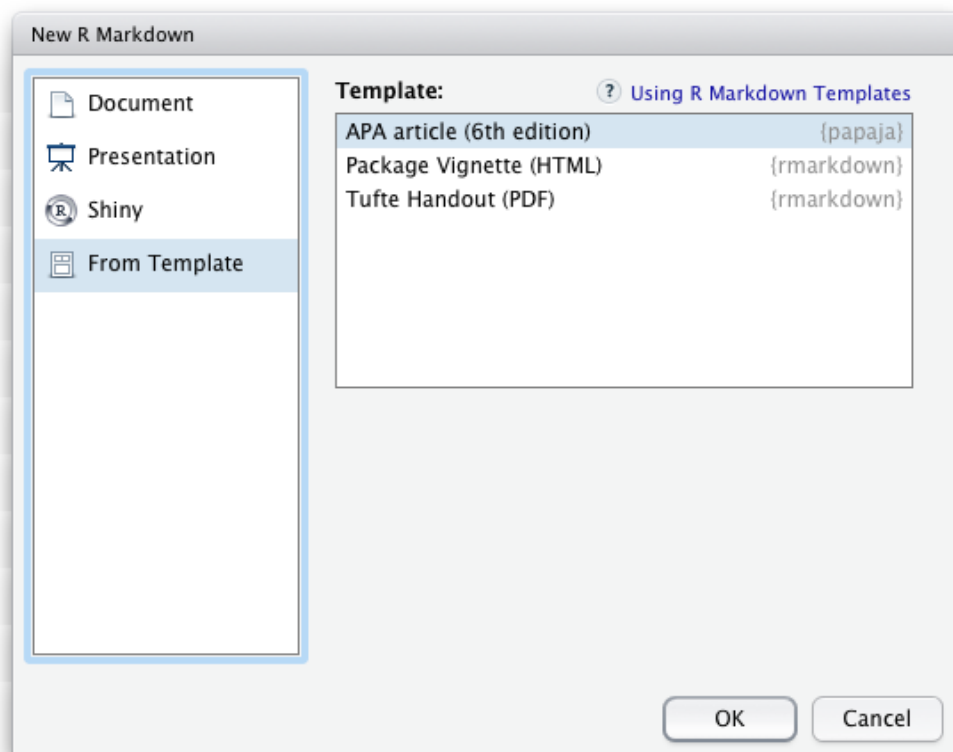 New R Markdown
Document
Presentation
R Shiny
From Template
Template:
? Using R Markdown Templates
APA article (6th edition) {papaja}
Package Vignette (HTML) {rmarkdown}
Tufte Handout (PDF) {rmarkdown}
OK Cancel